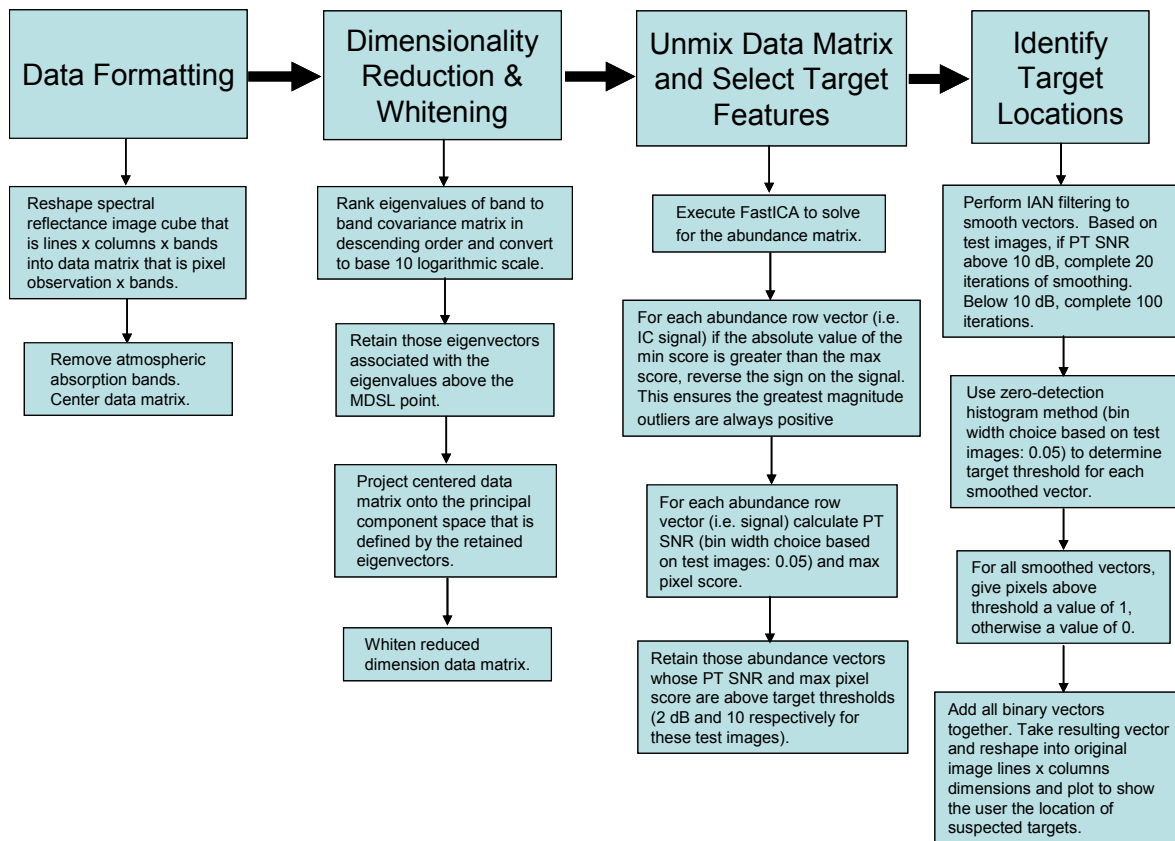 Data Formatting
Reshape spectral
reflectance image cube that
is lines x columns x bands
into data matrix that is pixel
observation x bands.
Remove atmospheric
absorption bands.
Center data matrix.
Dimensionality
Reduction &
Whitening
Rank eigenvalues of band to
band covariance matrix in
descending order and convert
to base 10 logarithmic scale.
Retain those eigenvectors
associated with the
eigenvalues above the
MDSL point.
Project centered data
matrix onto the principal
component space that is
defined by the retained
eigenvectors.
Whiten reduced
dimension data matrix.
Unmix Data Matrix
and Select Target
Features
Execute FastICA to solve
for the abundance matrix.
For each abundance row vector (i.e.
IC signal) if the absolute value of the
min score is greater than the max
score, reverse the sign on the signal.
This ensures the greatest magnitude
outliers are always positive
For each abundance row
vector (i.e. signal) calculate PT
SNR (bin width choice based
on test images: 0.05) and max
pixel score.
Retain those abundance vectors
whose PT SNR and max pixel
score are above target thresholds
(2 dB and 10 respectively for
these test images).
Identify
Target
Locations
Perform IAN filtering to
smooth vectors. Based on
test images, if PT SNR
above 10 dB, complete 20
iterations of smoothing.
Below 10 dB, complete 100
iterations.
Use zero-detection
histogram method (bin
width choice based on test
images: 0.05) to determine
target threshold for each
smoothed vector.
For all smoothed vectors,
give pixels above
threshold a value of 1,
otherwise a value of 0.
Add all binary vectors
together. Take resulting vector
and reshape into original
image lines x columns
dimensions and plot to show
the user the location of
suspected targets.